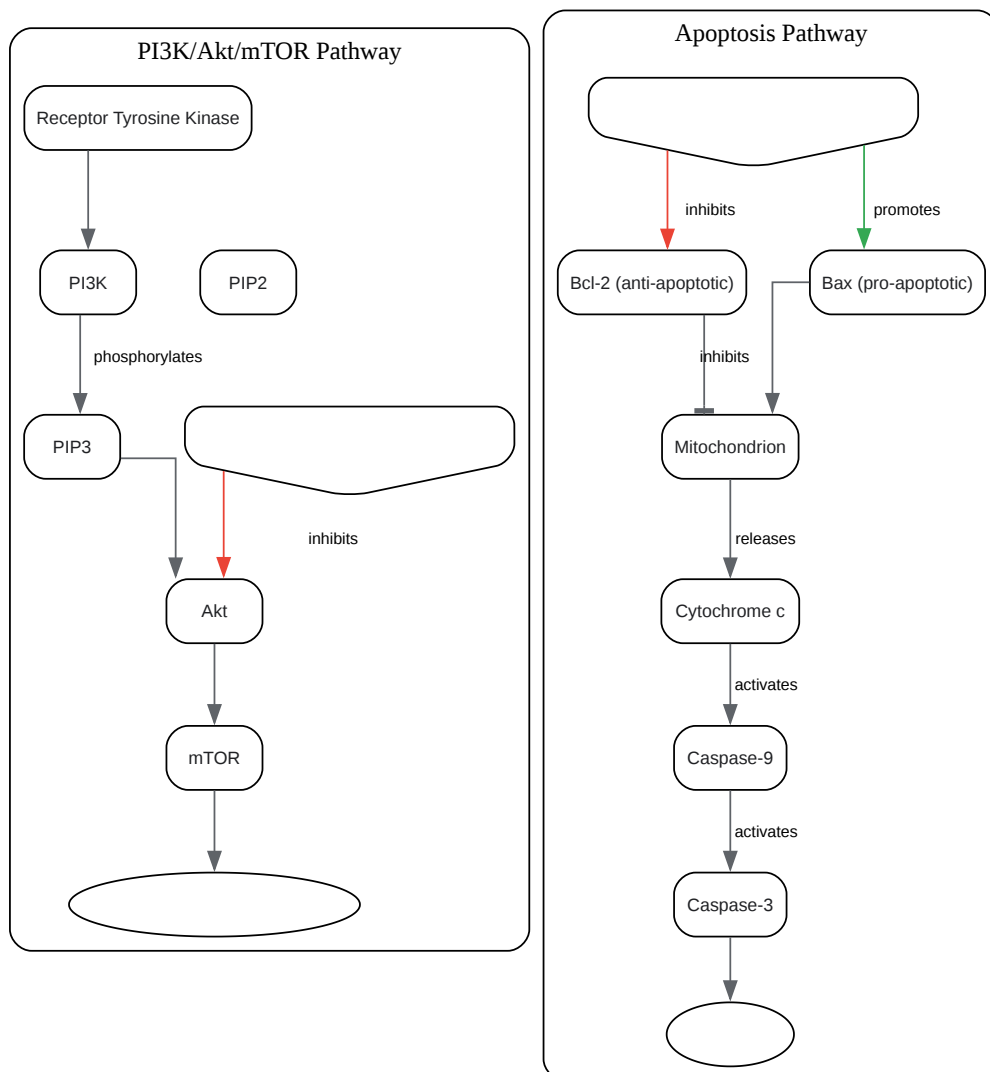 PI3K/Akt/mTOR Pathway
Receptor Tyrosine Kinase
PI3K
PIP2
phosphorylates
PIP3
inhibits
Akt
mTOR
Apoptosis Pathway
inhibits
promotes
Bcl-2 (anti-apoptotic)
Bax (pro-apoptotic)
inhibits
Mitochondrion
releases
Cytochrome c
activates
Caspase-9
activates
Caspase-3